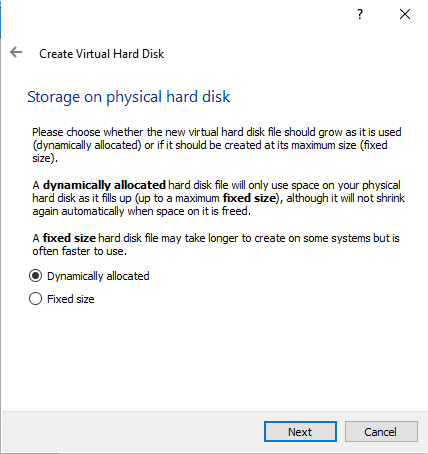 ?
Create Virtual Hard Disk
Storage on physical hard disk
Please choose whether the new virtual hard disk file should grow as it is used
(dynamically allocated) or if it should be created at its maximum size (fixed
size).
A dynamically allocated hard disk file will only use space on your physical
hard disk as it fills up (up to a maximum fixed size), although it will not shrink
again automatically when space on it is freed.
A fixed size hard disk file may take longer to create on some systems but is
often faster to use.
Dynamically allocated
Fixed size
Next
Cancel